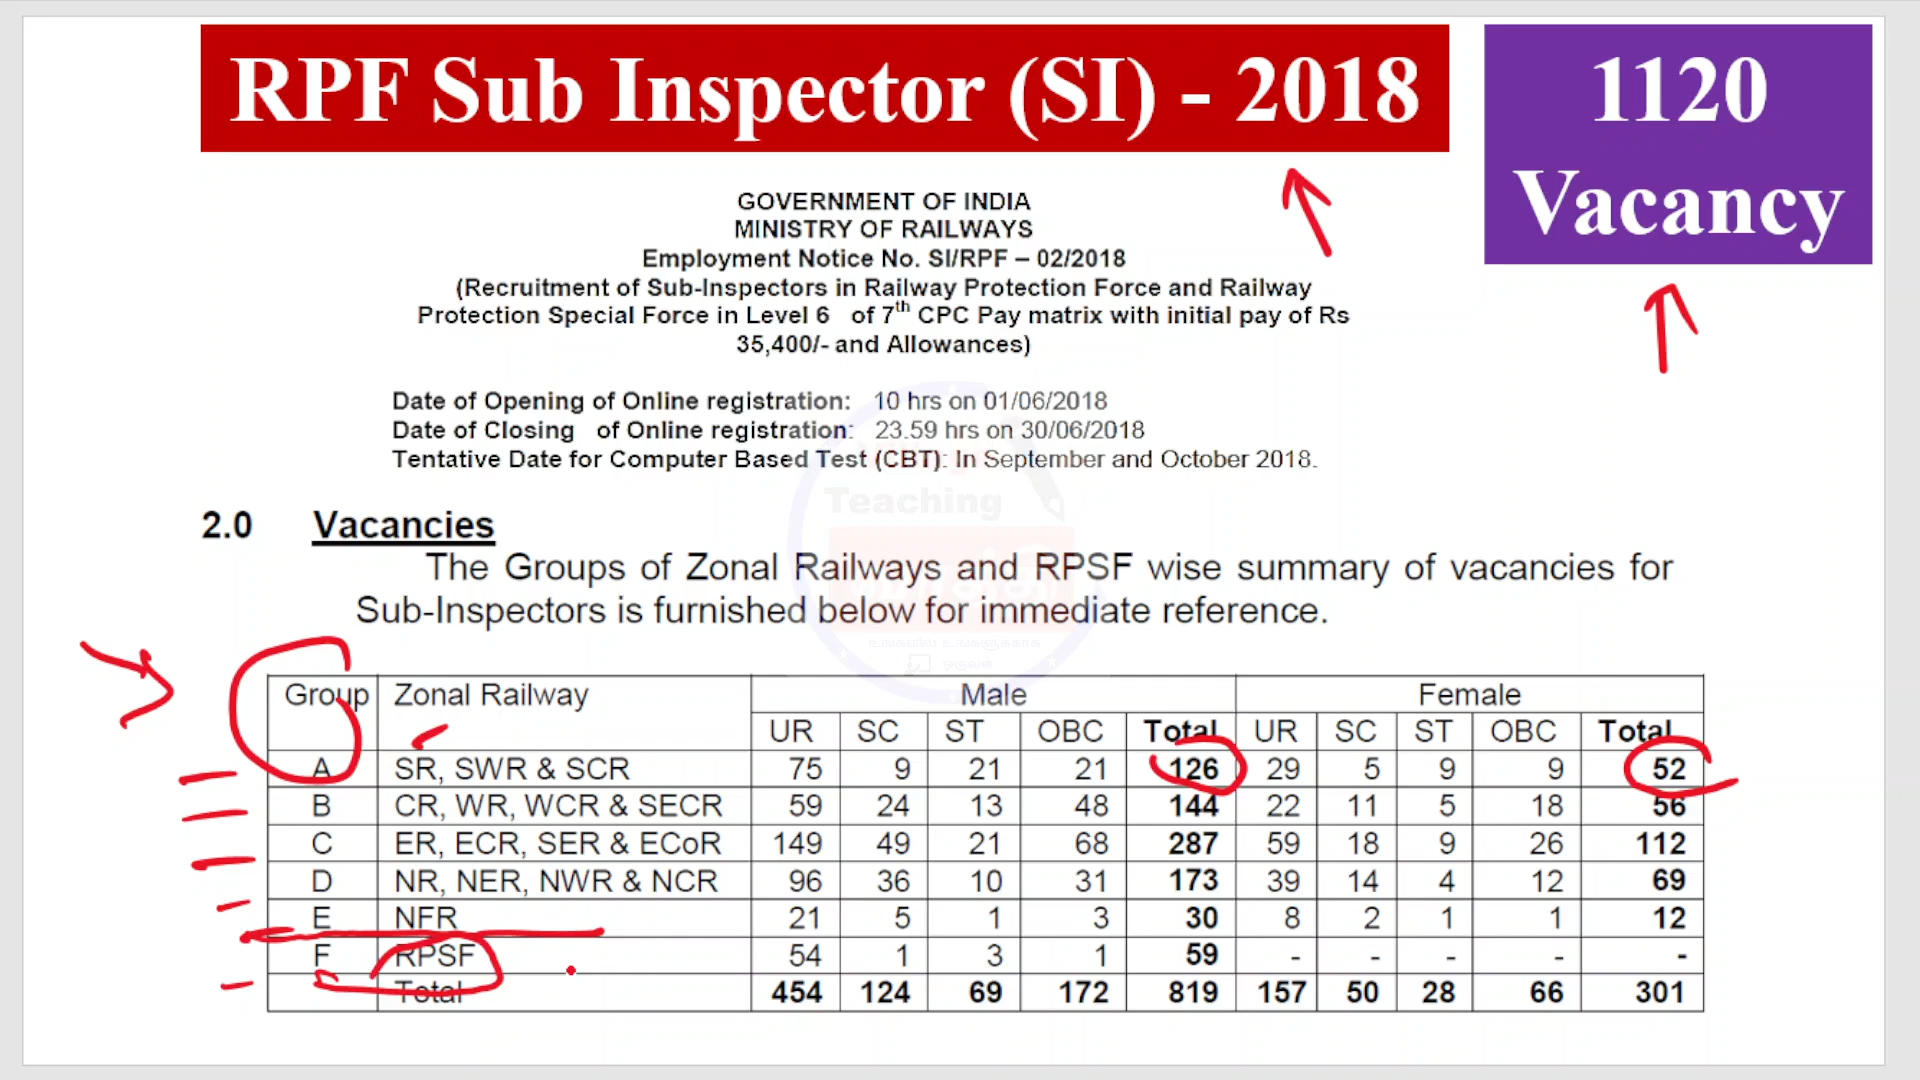 RPF Sub Inspector (SI) - 2018
1120
Vacancy
GOVERNMENT OF INDIA
MINISTRY OF RAILWAYS
Employment Notice No. SI/RPF – 02/2018
(Recruitment of Sub-Inspectors in Railway Protection Force and Railway
Protection Special Force in Level 6 of 7th CPC Pay matrix with initial pay of Rs
35,400/- and Allowances)
Date of Opening of Online registration: 10 hrs on 01/06/2018
Date of Closing of Online registration: 23.59 hrs on 30/06/2018
Tentative Date for Computer Based Test (CBT): In September and October 2018.
Teaching
2.0 Vacancies
The Groups of Zonal Railways and RPSF wise summary of vacancies for
Sub-Inspectors is furnished below for immediate reference.
Group Zonal Railway Male Female
UR SC ST OBC Total UR SC ST OBC Total
A SR, SWR & SCR 75 9 21 21 126 29 5 9 9 52
B CR, WR, WCR & SECR 59 24 13 48 144 22 11 5 18 56
C ER, ECR, SER & ECoR 149 49 21 68 287 59 18 9 26 112
D NR, NER, NWR & NCR 96 36 10 31 173 39 14 4 12 69
E NFR 21 5 1 3 30 8 2 1 1 12
F RPSF 54 1 3 1 59 - - - - -
Total 454 124 69 172 819 157 50 28 66 301